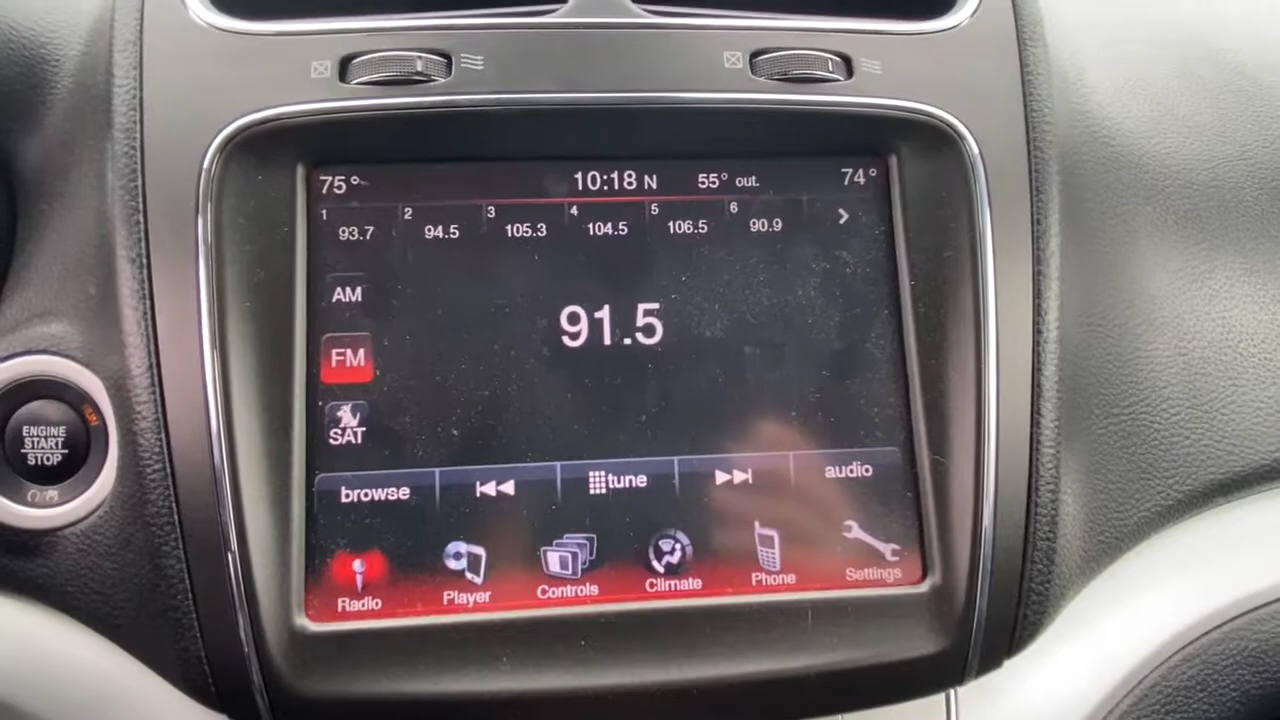 75°
10:18 N 55° out.
74°
1 2 3 4 5 6
93.7 94.5 105.3 104.5 106.5 90.9
AM
91.5
FM
SAT
browse tune audio
Radio Player Controls Climate Phone Settings
ENGINE
START
STOP